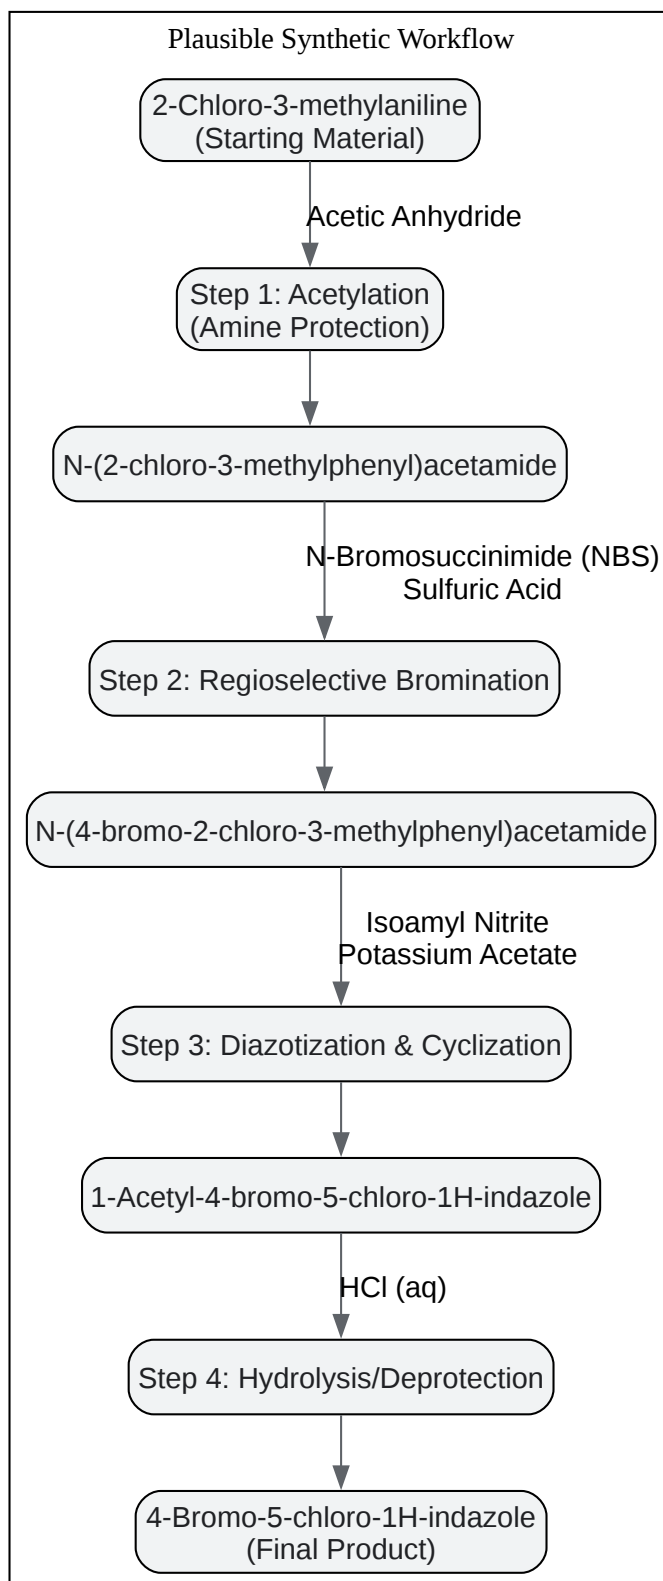 Plausible Synthetic Workflow
2-Chloro-3-methylaniline
(Starting Material)
Acetic Anhydride
Step 1: Acetylation
(Amine Protection)
N-(2-chloro-3-methylphenyl)acetamide
N-Bromosuccinimide (NBS)
Sulfuric Acid
Step 2: Regioselective Bromination
N-(4-bromo-2-chloro-3-methylphenyl)acetamide
Isoamyl Nitrite
Potassium Acetate
Step 3: Diazotization & Cyclization
1-Acetyl-4-bromo-5-chloro-1H-indazole
HCl (aq)
Step 4: Hydrolysis/Deprotection
4-Bromo-5-chloro-1H-indazole
(Final Product)